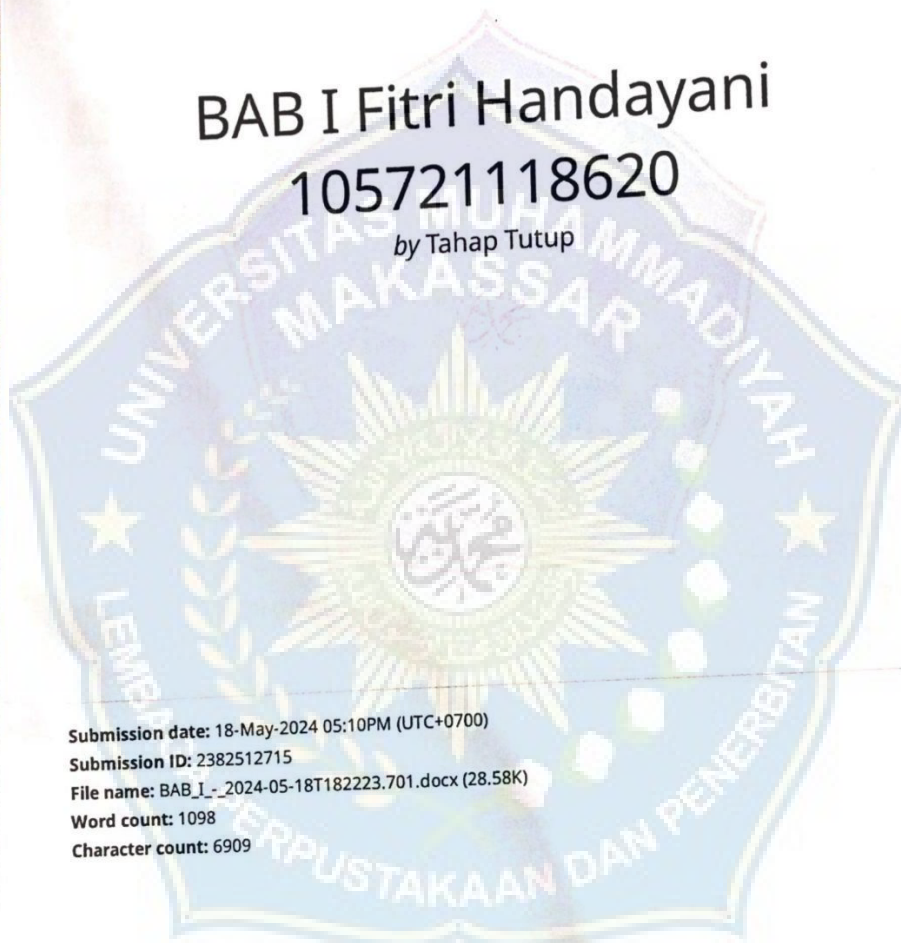 BAB I Fitri Handayani
105721118620
by Tahap Tutup
UNIVERSITAS MUHAMMADIYAH
MAKASSAR
LEMBAGA PERPUSTAKAAN DAN PENERBITAN
Submission date: 18-May-2024 05:10PM (UTC+0700)
Submission ID: 2382512715
File name: BAB_I_-_2024-05-18T182223.701.docx (28.58K)
Word count: 1098
Character count: 6909